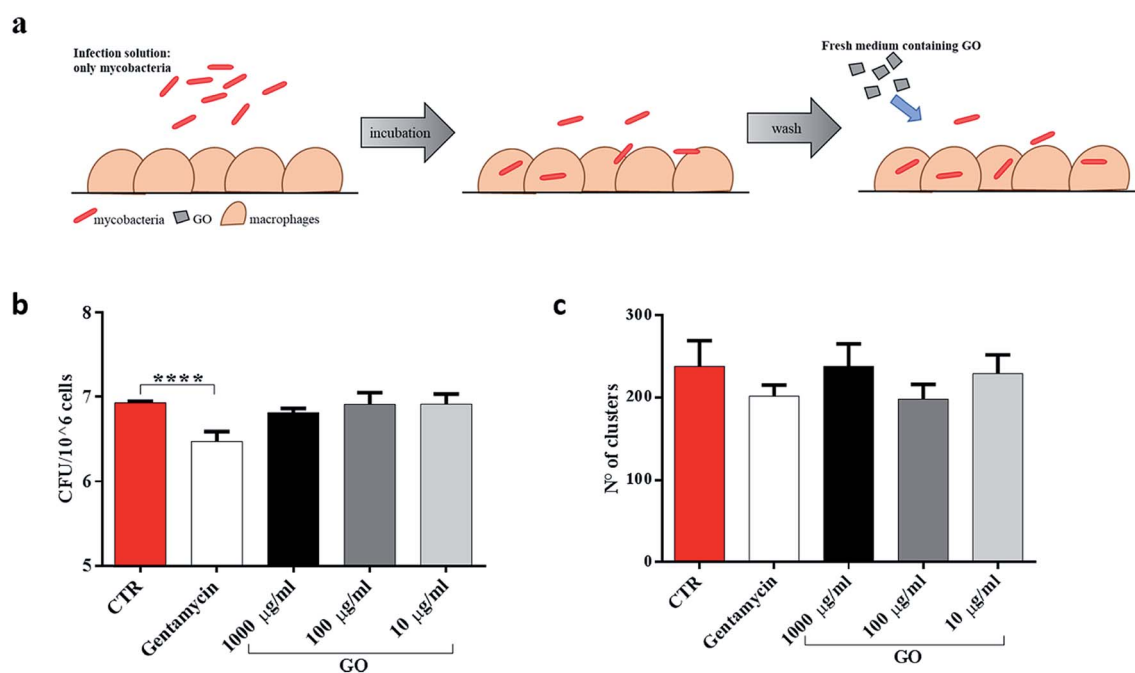 a
Infection solution:
only mycobacteria
Fresh medium containing GO
incubation
wash
mycobacteria
GO
macrophages
b
CFU/10^6 cells
8
7
6
5
****
CTR
Gentamycin
1000 µg/ml
100 µg/ml
10 µg/ml
GO
c
N° of clusters
300
200
100
0
CTR
Gentamycin
1000 µg/ml
100 µg/ml
10 µg/ml
GO